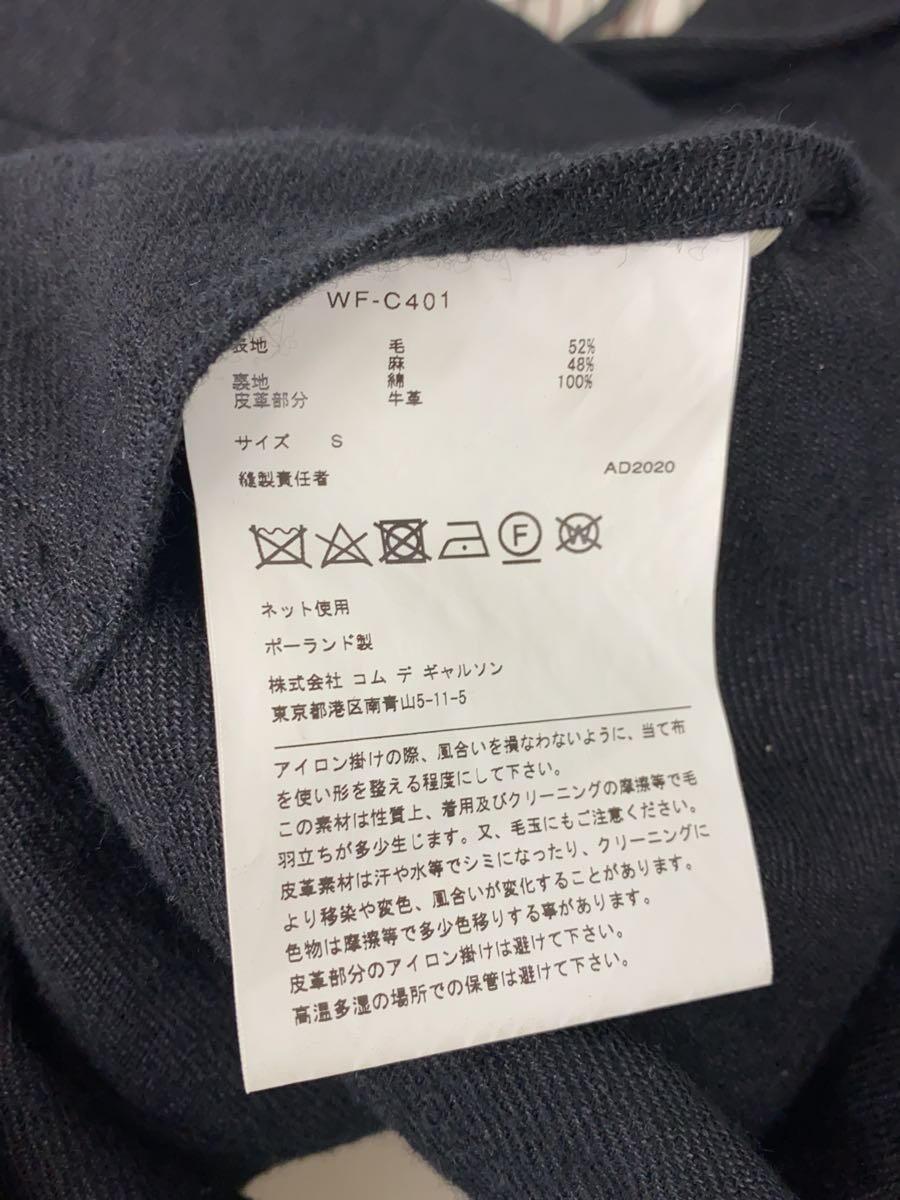 WF-C401
表地 毛 52%
麻 48%
裏地 綿 100%
皮革部分 牛革
サイズ S
縫製責任者 AD2020
F W
ネット使用
ポーランド製
株式会社 コム デ ギャルソン
東京都港区南青山5-11-5
アイロン掛けの際、風合いを損なわないように、当て布
を使い形を整える程度にして下さい。
この素材は性質上、着用及びクリーニングの摩擦等で毛
羽立ちが多少生じます。又、毛玉にもご注意ください。
皮革素材は汗や水等でシミになったり、クリーニングに
より移染や変色、風合いが変化することがあります。
色物は摩擦等で多少色移りする事があります。
皮革部分のアイロン掛けは避けて下さい。
高温多湿の場所での保管は避けて下さい。